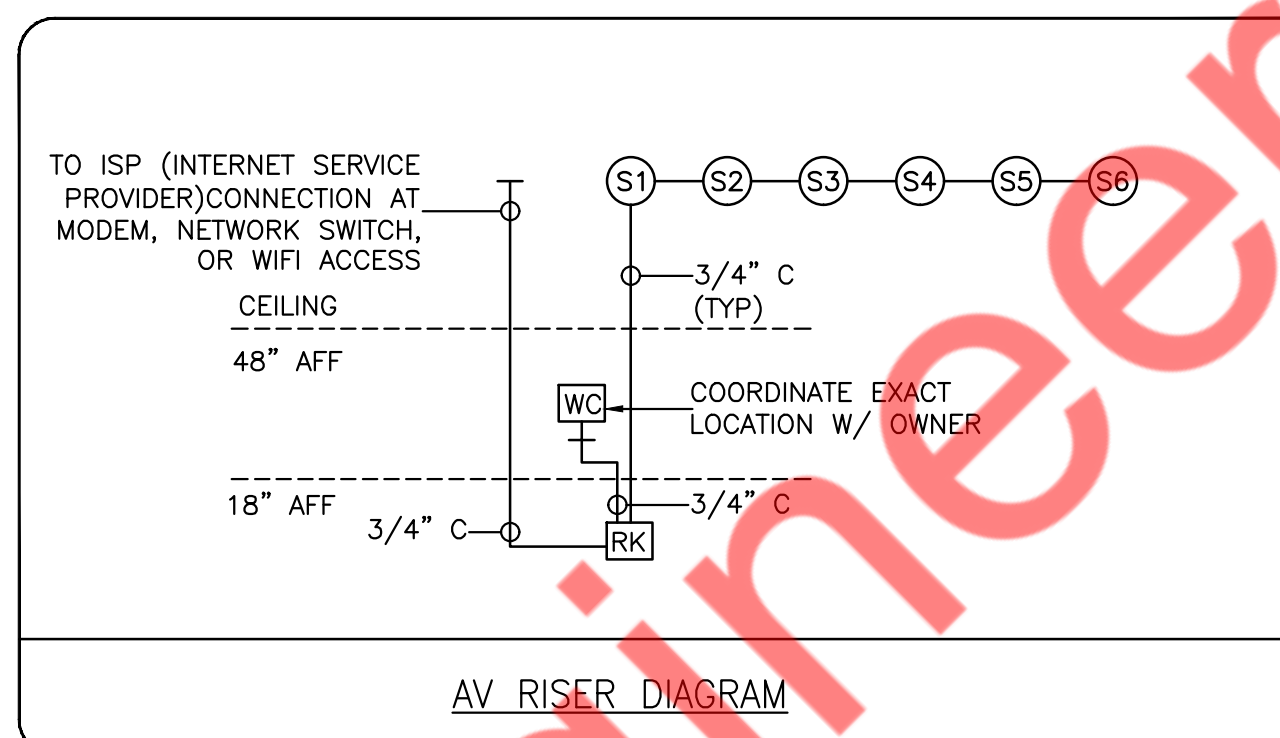 TO ISP (INTERNET SERVICE
PROVIDER)CONNECTION AT
MODEM, NETWORK SWITCH,
OR WIFI ACCESS
S1 S2 S3 S4 S5 S6
3/4" C
(TYP)
CEILING
48" AFF
WC
COORDINATE EXACT
LOCATION W/ OWNER
18" AFF
3/4" C
3/4" C
RK
AV RISER DIAGRAM
ineer